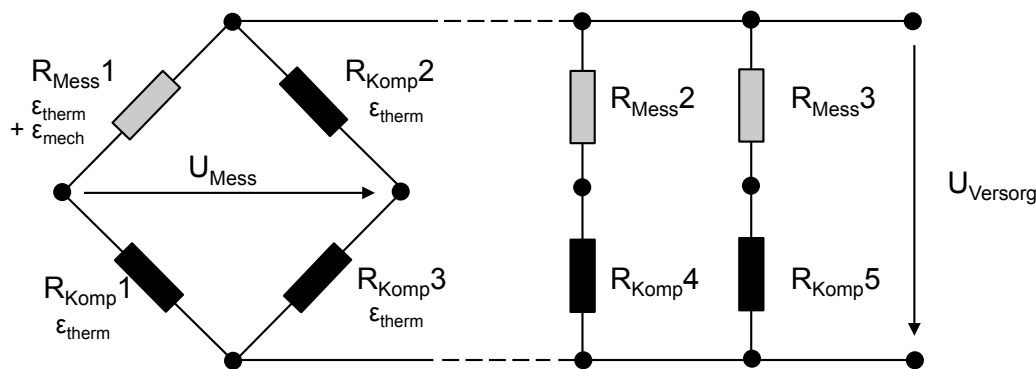 R_Mess1
ε_therm
+ ε_mech
R_Komp2
ε_therm
U_Mess
R_Komp1
ε_therm
R_Komp3
ε_therm
R_Mess2
R_Mess3
R_Komp4
R_Komp5
U_Versorg